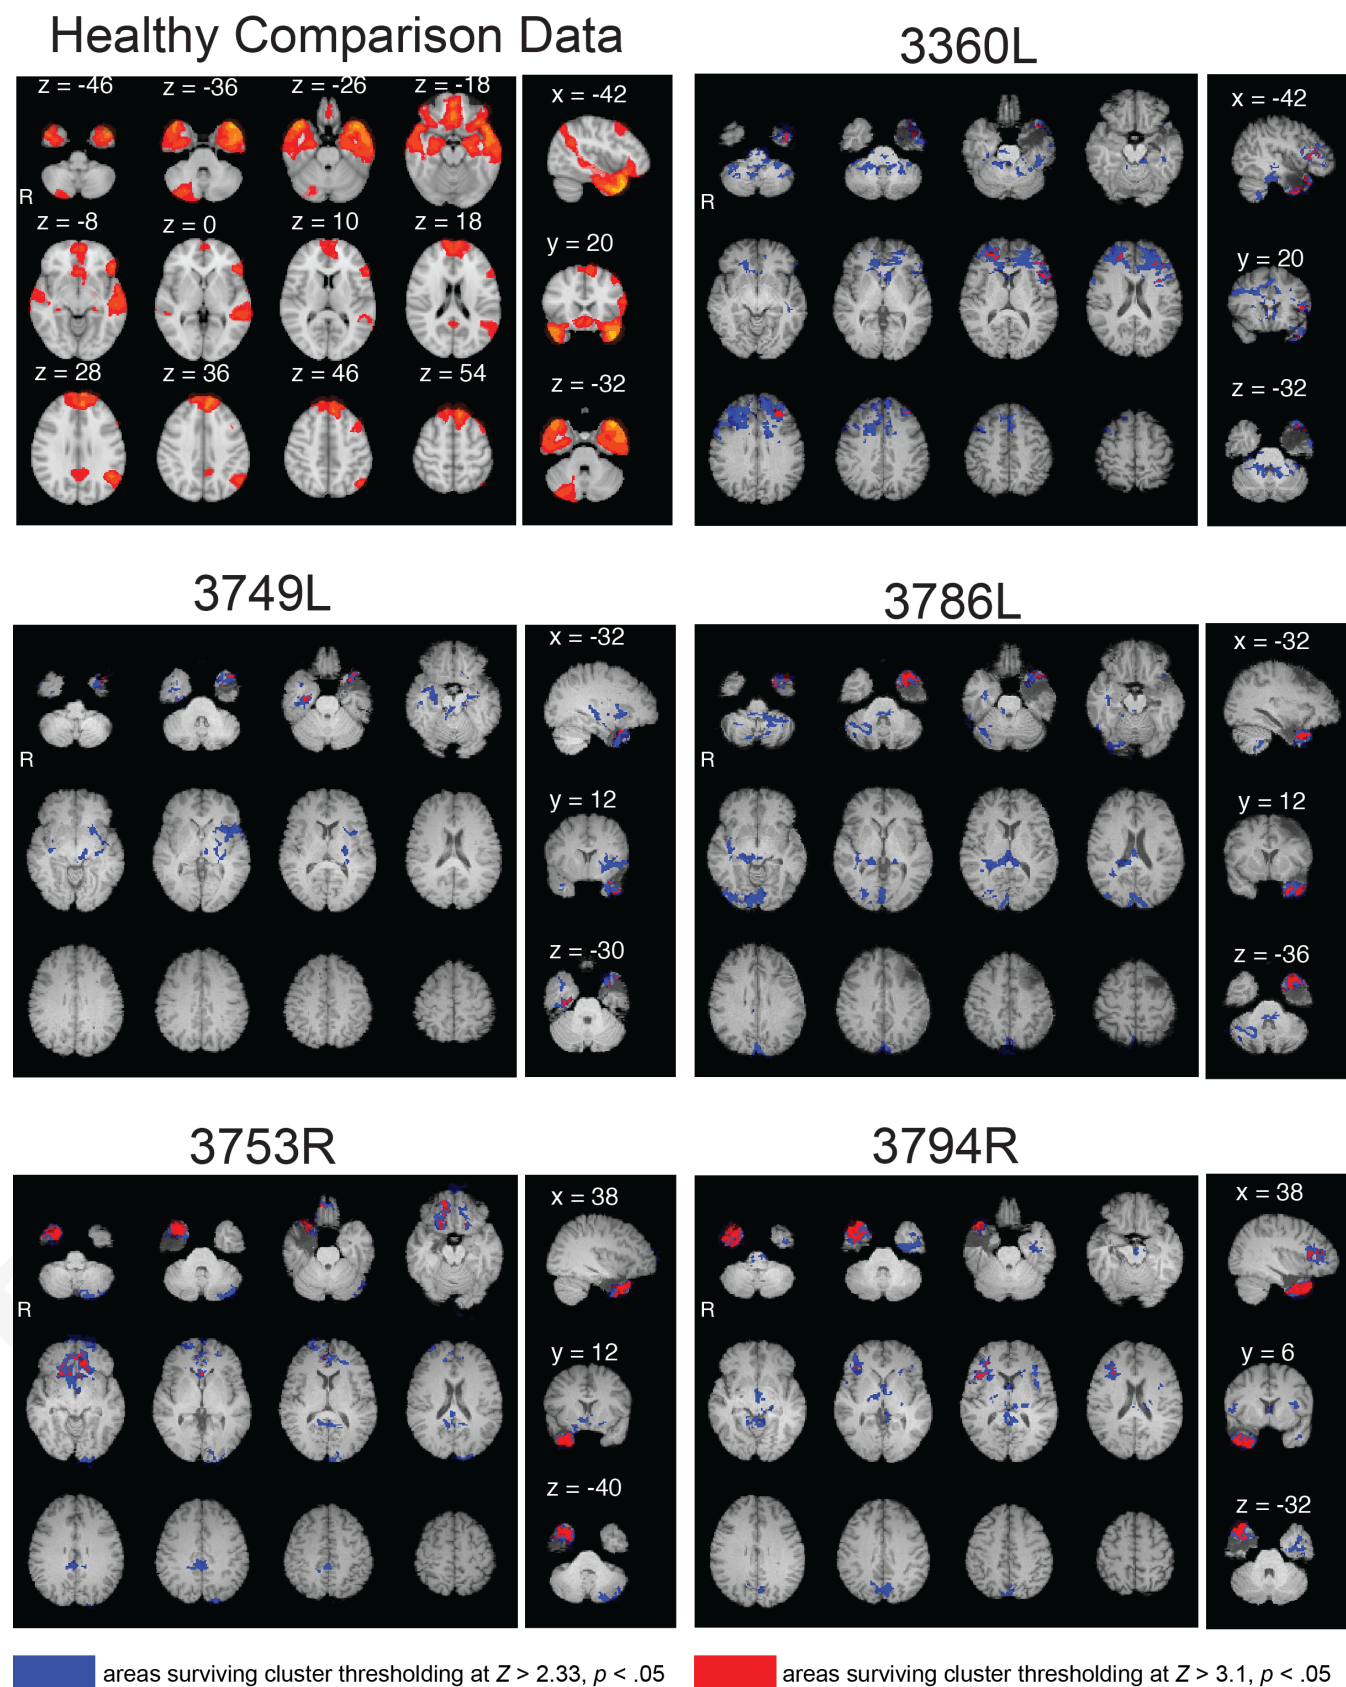 Healthy Comparison Data
z = -46 z = -36 z = -26 z = -18
R
z = -8 z = 0 z = 10 z = 18
z = 28 z = 36 z = 46 z = 54
x = -42
y = 20
z = -32
3360L
R
x = -42
y = 20
z = -32
3749L
R
x = -32
y = 12
z = -30
3786L
R
x = -32
y = 12
z = -36
3753R
R
x = 38
y = 12
z = -40
3794R
R
x = 38
y = 6
z = -32
areas surviving cluster thresholding at Z > 2.33, p < .05
areas surviving cluster thresholding at Z > 3.1, p < .05